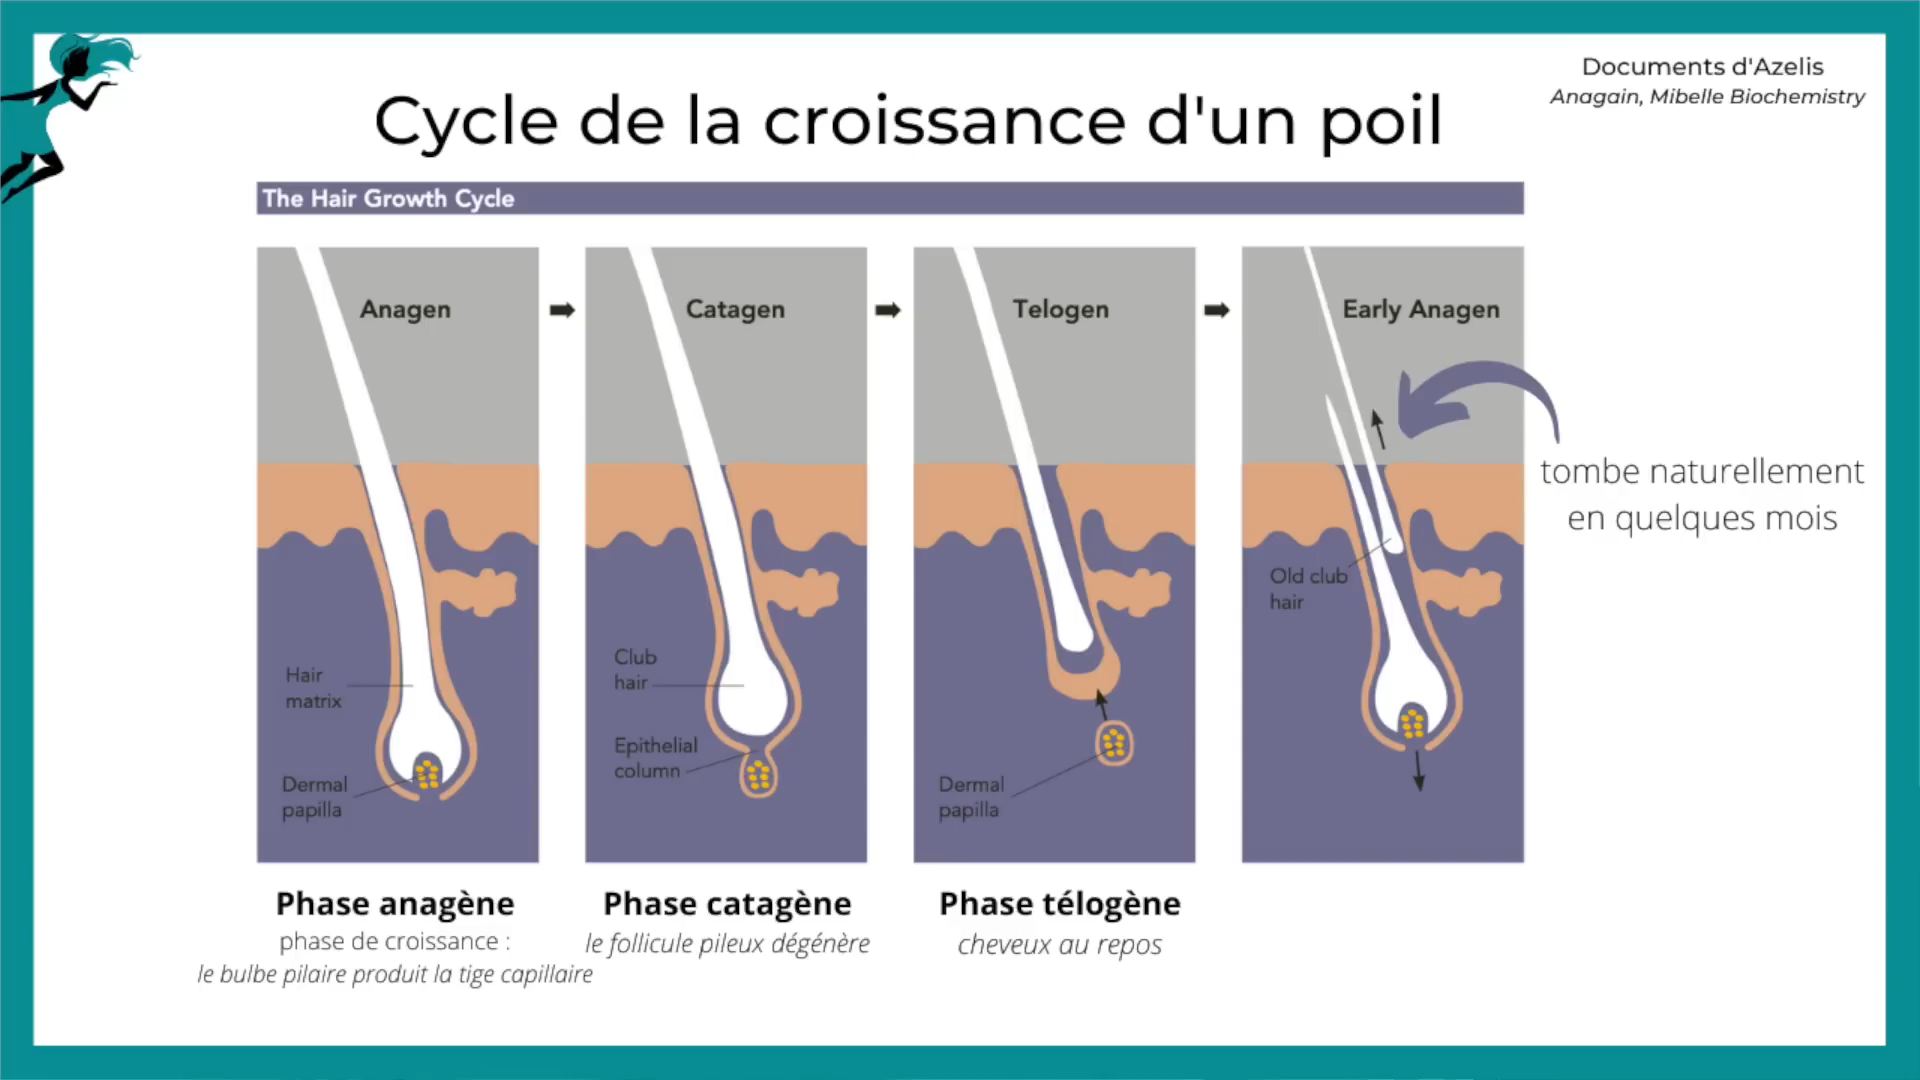 Documents d'Azelis
Anagain, Mibelle Biochemistry
Cycle de la croissance d'un poil
The Hair Growth Cycle
Anagen
Catagen
Telogen
Early Anagen
tombe naturellement
en quelques mois
Hair
matrix
Dermal
papilla
Club
hair
Epithelial
column
Dermal
papilla
Old club
hair
Phase anagène
phase de croissance :
le bulbe pilaire produit la tige capillaire
Phase catagène
le follicule pileux dégénère
Phase télogène
cheveux au repos